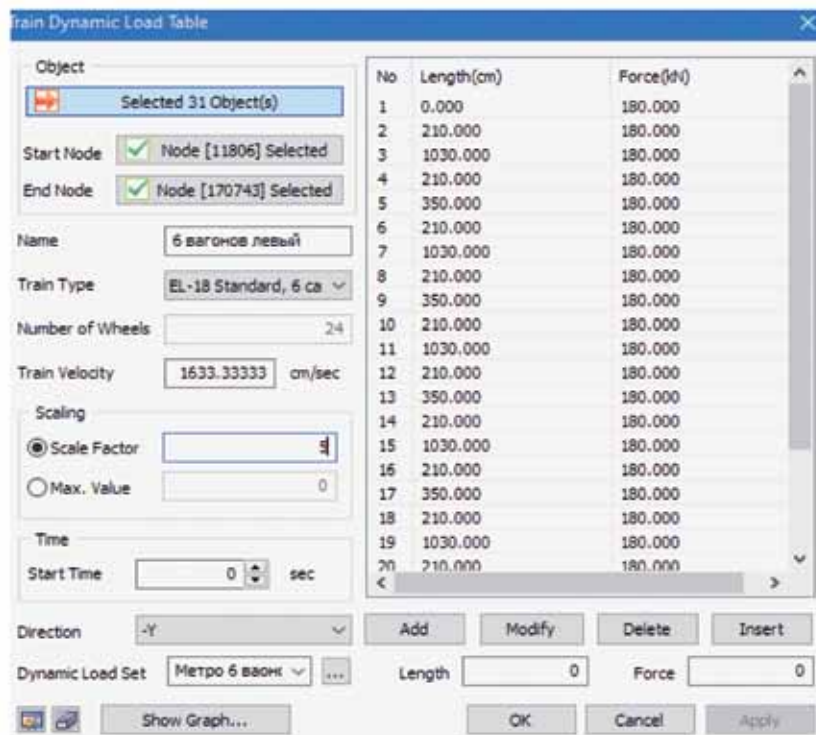 Train Dynamic Load Table
Object
Selected 31 Object(s)
Start Node Node [11806] Selected
End Node Node [170743] Selected
Name 6 вагонов левый
Train Type EL-18 Standard, 6 ca
Number of Wheels 24
Train Velocity 1633.33333 cm/sec
Scaling
Scale Factor 5
Max. Value 0
Time
Start Time 0 sec
Direction -Y
Dynamic Load Set Метро 6 ваонс ...
Show Graph...
No Length(cm) Force(kN)
1 0.000 180.000
2 210.000 180.000
3 1030.000 180.000
4 210.000 180.000
5 350.000 180.000
6 210.000 180.000
7 1030.000 180.000
8 210.000 180.000
9 350.000 180.000
10 210.000 180.000
11 1030.000 180.000
12 210.000 180.000
13 350.000 180.000
14 210.000 180.000
15 1030.000 180.000
16 210.000 180.000
17 350.000 180.000
18 210.000 180.000
19 1030.000 180.000
20 210.000 180.000
Add Modify Delete Insert
Length 0 Force 0
OK Cancel Apply